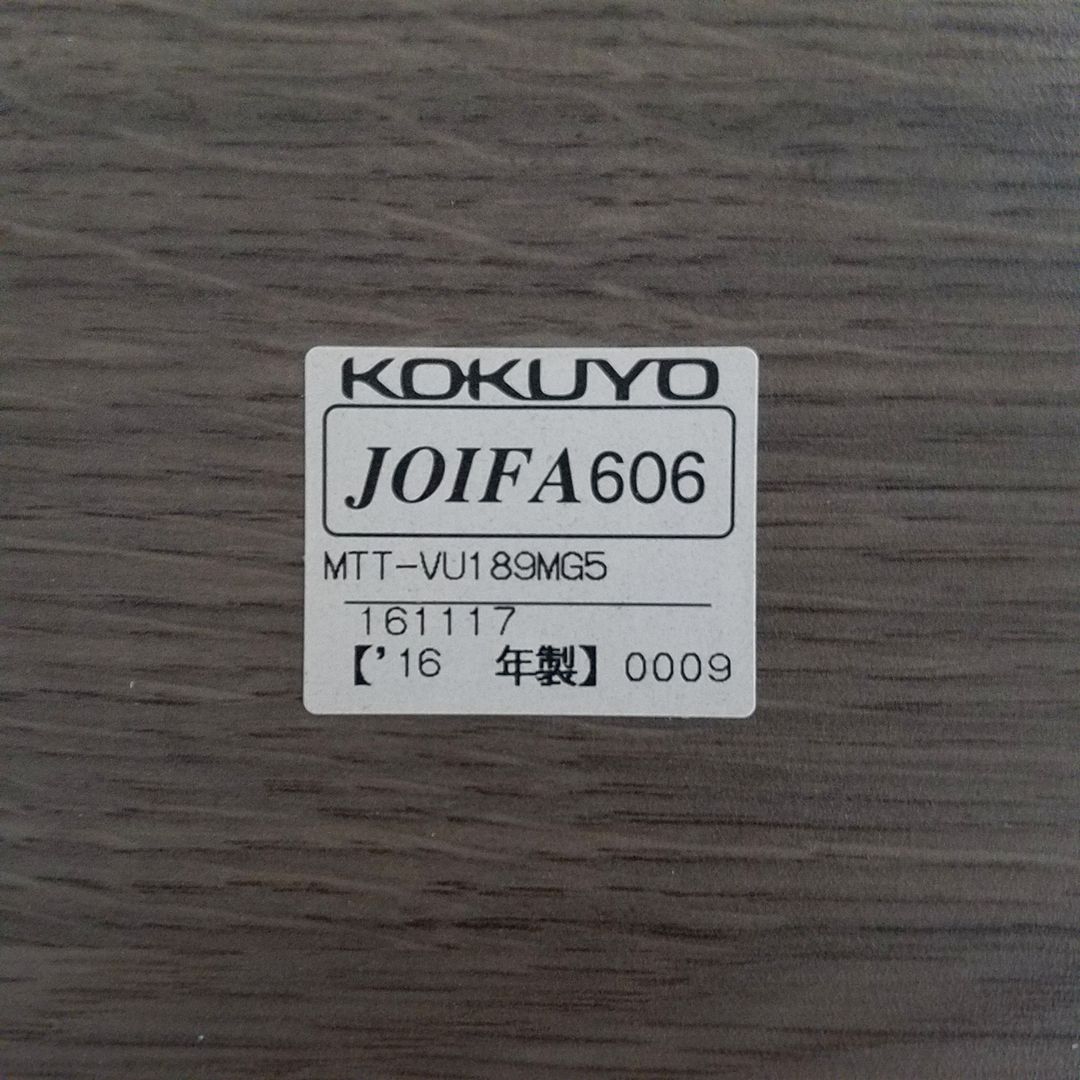 KOKUYO
JOIFA606
MTT-VU189MG5
161117
【'16 年製】 0009